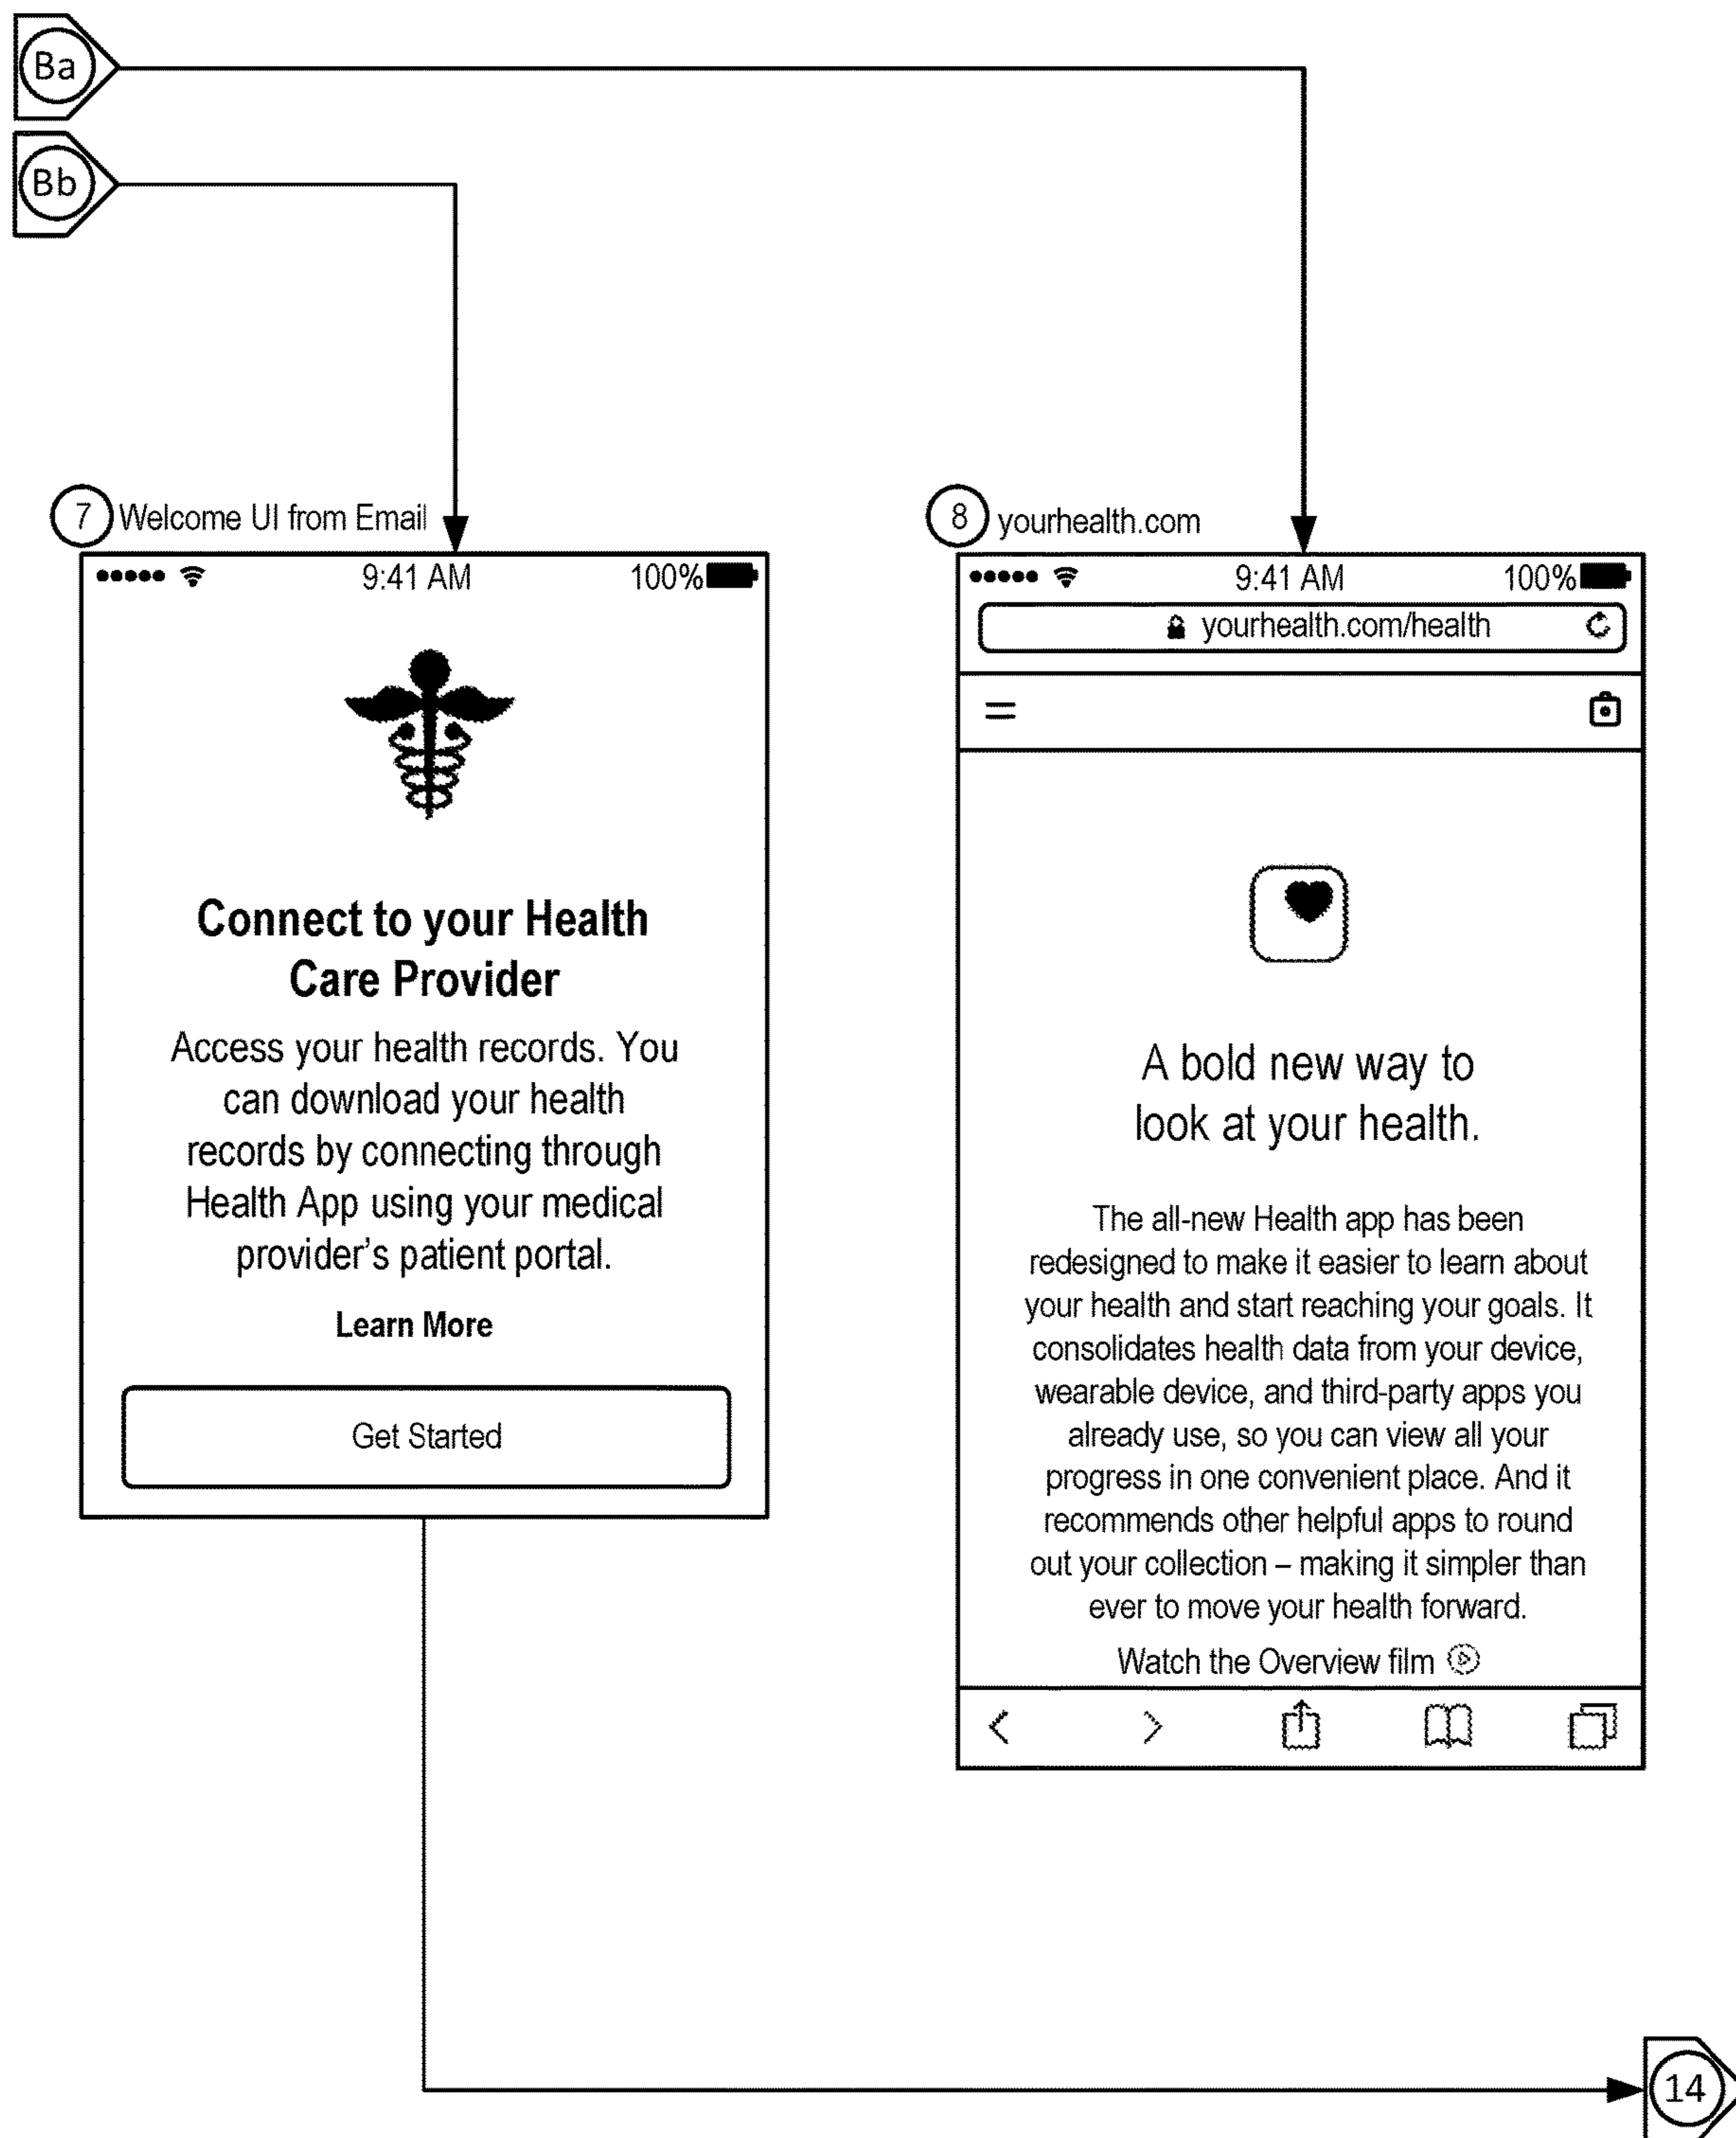 Ba
Bb
7 Welcome UI from Email
9:41 AM 100%
Connect to your Health
Care Provider
Access your health records. You
can download your health
records by connecting through
Health App using your medical
provider's patient portal.
Learn More
Get Started
8 yourhealth.com
9:41 AM 100%
yourhealth.com/health
A bold new way to
look at your health.
The all-new Health app has been
redesigned to make it easier to learn about
your health and start reaching your goals. It
consolidates health data from your device,
wearable device, and third-party apps you
already use, so you can view all your
progress in one convenient place. And it
recommends other helpful apps to round
out your collection – making it simpler than
ever to move your health forward.
Watch the Overview film
14